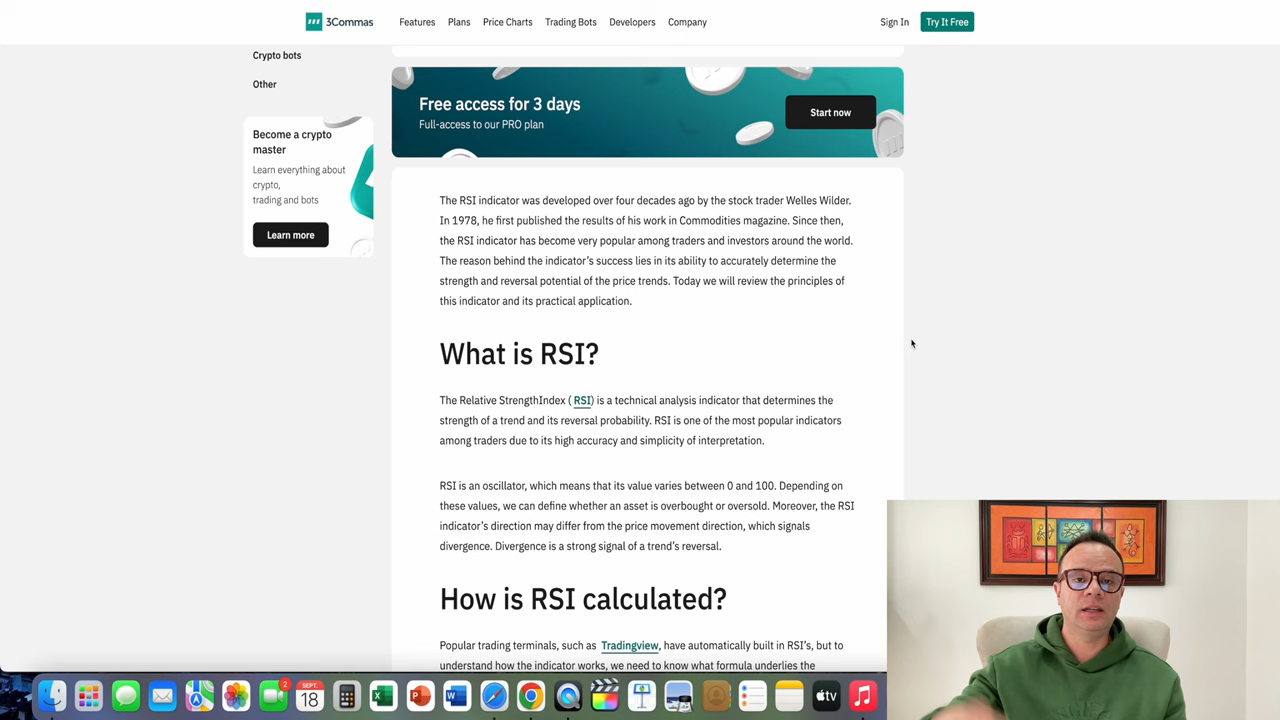 3Commas
Features
Plans
Price Charts
Trading Bots
Developers
Company
Sign In
Try It Free
Crypto bots
Other
Become a crypto
master
Learn everything about
crypto,
trading and bots
Learn more
Free access for 3 days
Full-access to our PRO plan
Start now
The RSI indicator was developed over four decades ago by the stock trader Welles Wilder.
In 1978, he first published the results of his work in Commodities magazine. Since then,
the RSI indicator has become very popular among traders and investors around the world.
The reason behind the indicator's success lies in its ability to accurately determine the
strength and reversal potential of the price trends. Today we will review the principles of
this indicator and its practical application.
What is RSI?
The Relative StrengthIndex ( RSI) is a technical analysis indicator that determines the
strength of a trend and its reversal probability. RSI is one of the most popular indicators
among traders due to its high accuracy and simplicity of interpretation.
RSI is an oscillator, which means that its value varies between 0 and 100. Depending on
these values, we can define whether an asset is overbought or oversold. Moreover, the RSI
indicator's direction may differ from the price movement direction, which signals
divergence. Divergence is a strong signal of a trend's reversal.
How is RSI calculated?
Popular trading terminals, such as Tradingview, have automatically built in RSI's, but to
understand how the indicator works, we need to know what formula underlies the
SEPT.
18
2
tv